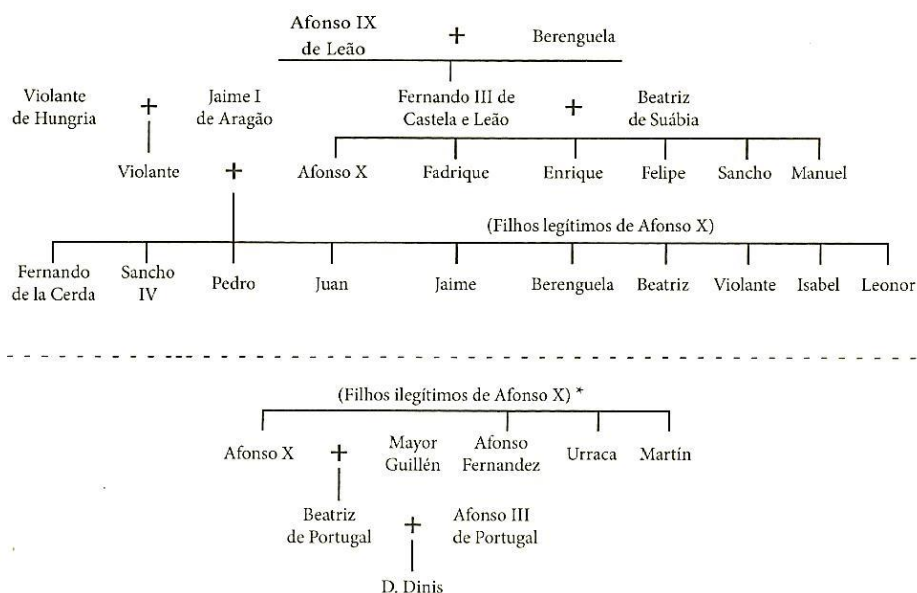 Afonso IX
de Leão + Berenguela
Violante
de Hungria + Jaime I
de Aragão
Fernando III de
Castela e Leão + Beatriz
de Suábia
Violante + Afonso X Fadrique Enrique Felipe Sancho Manuel
(Filhos legítimos de Afonso X)
Fernando
de la Cerda
Sancho
IV
Pedro Juan Jaime Berenguela Beatriz Violante Isabel Leonor
(Filhos ilegítimos de Afonso X) *
Afonso X + Mayor
Guillén
Afonso
Fernandez
Urraca Martín
Beatriz
de Portugal + Afonso III
de Portugal
D. Dinis